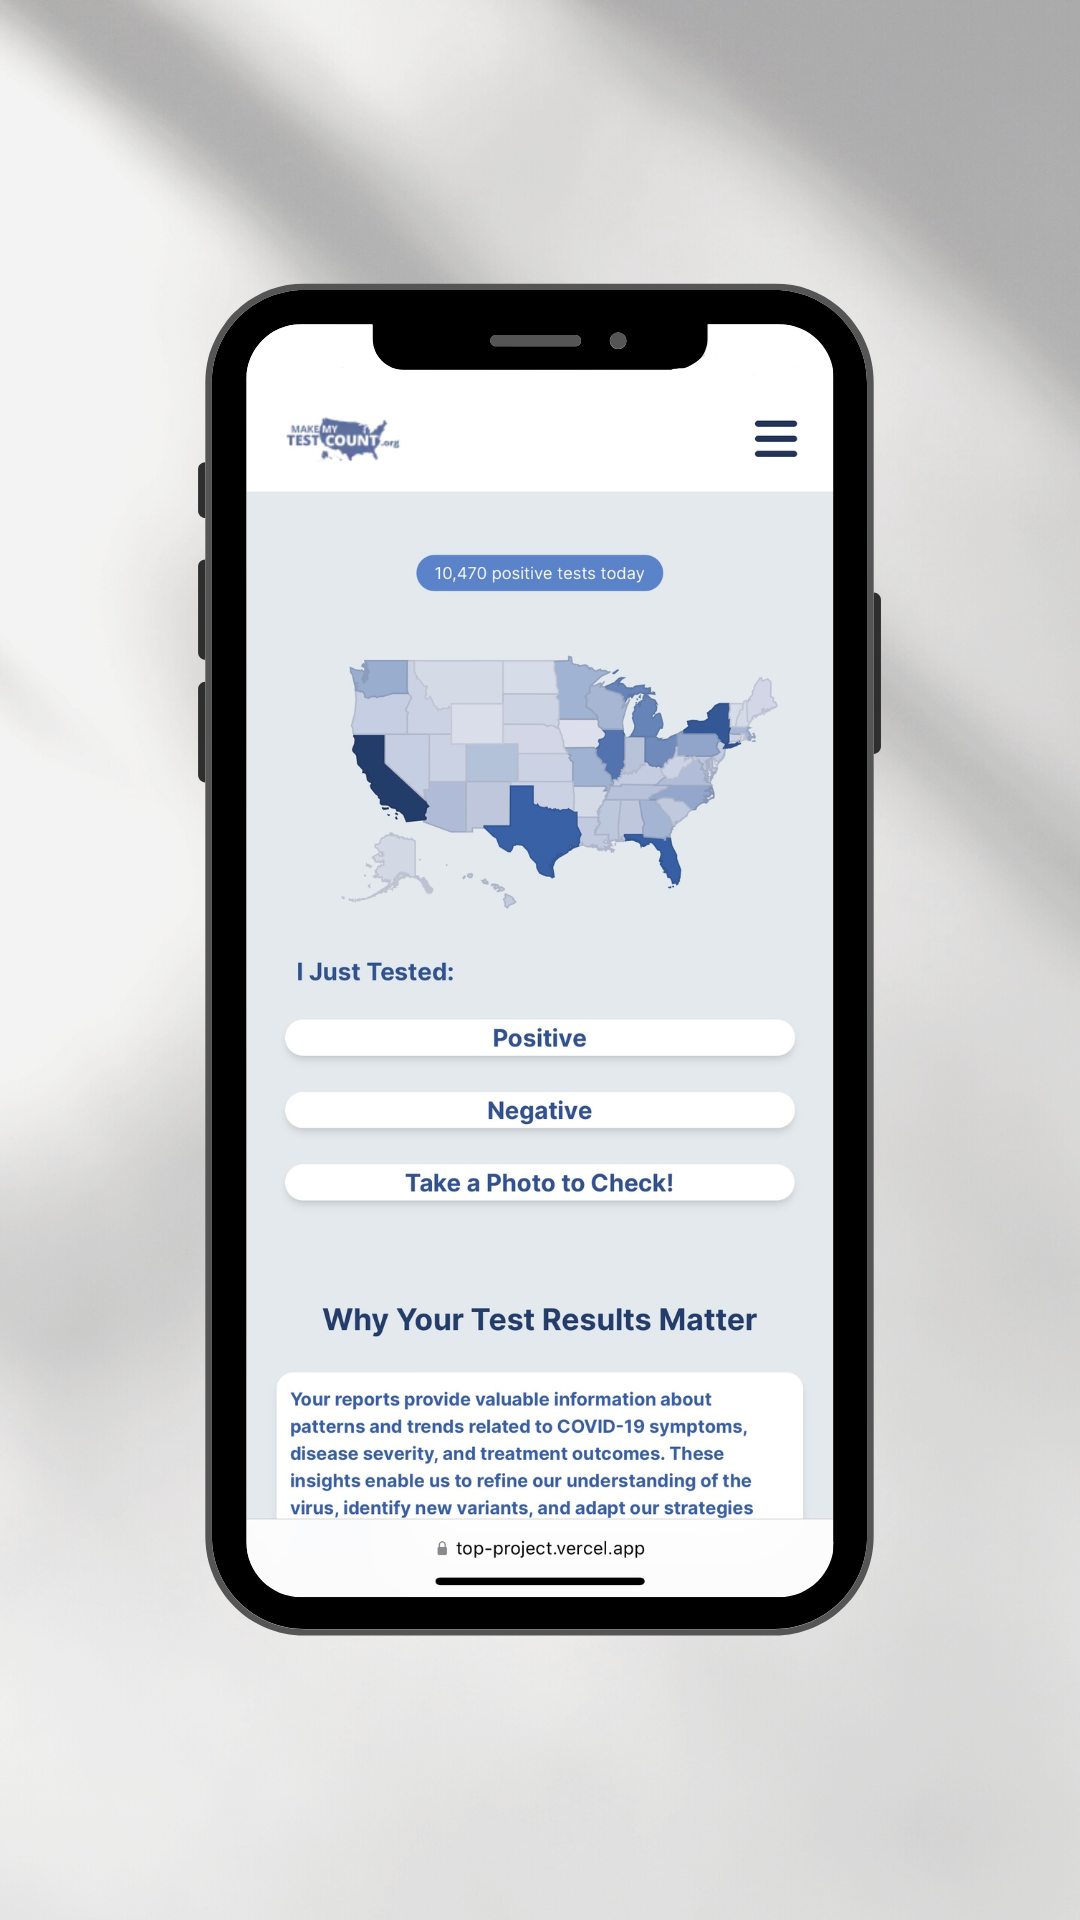 MAKE MY
TEST COUNT.org
10,470 positive tests today
I Just Tested:
Positive
Negative
Take a Photo to Check!
Why Your Test Results Matter
Your reports provide valuable information about
patterns and trends related to COVID-19 symptoms,
disease severity, and treatment outcomes. These
insights enable us to refine our understanding of the
virus, identify new variants, and adapt our strategies
top-project.vercel.app